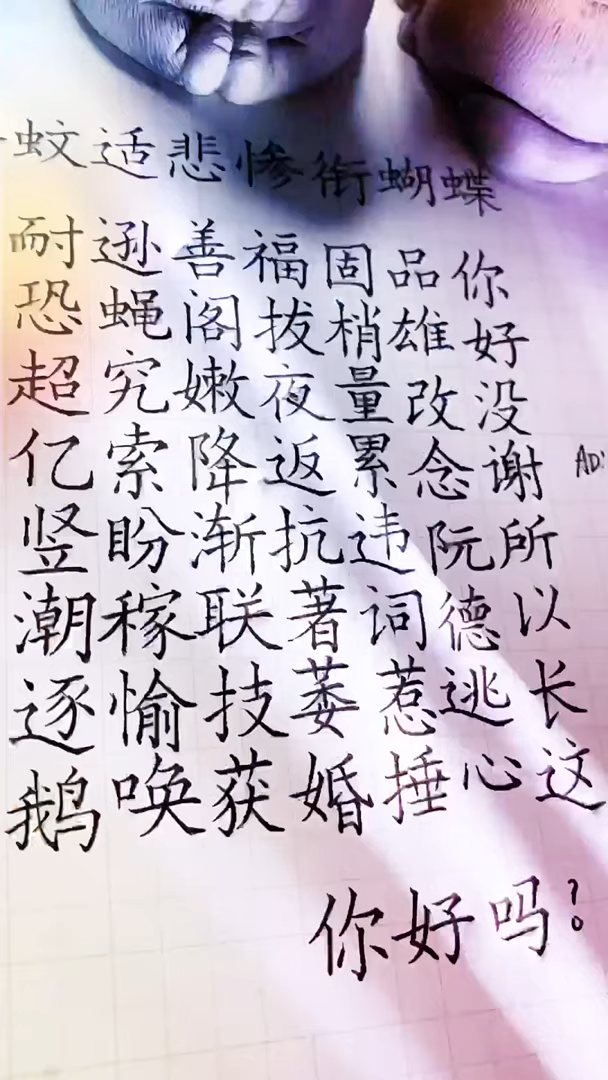 蚊适悲惨衔蝴蝶
耐逊善福固品你
恐蝇阁拔梢雄好
超究嫩夜量改没
亿索降返累念谢
AD:
竖盼渐抗违阮所
潮稼联著词德以
逐愉技萎惹逃长
鹅唤获婚捶心这
你好吗?